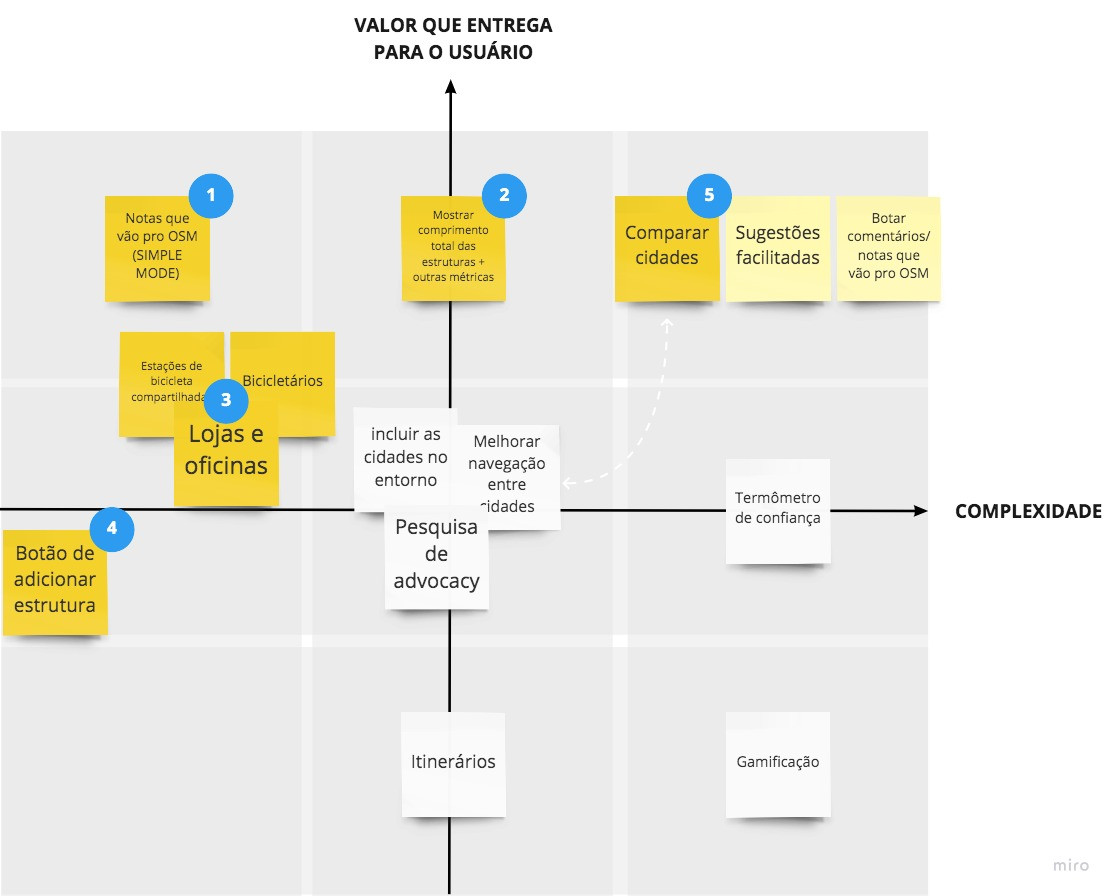 VALOR QUE ENTREGA
PARA O USUÁRIO
1
Notas que
vão pro OSM
(SIMPLE
MODE)
2
Mostrar
comprimento
total das
estruturas +
outras métricas
5
Comparar
cidades
Sugestões
facilitadas
Botar
comentários/
notas que
vão pro OSM
Estações de
bicicleta
compartilhada
Bicicletários
3
Lojas e
oficinas
incluir as
cidades no
entorno
Melhorar
navegação
entre
cidades
Pesquisa
de
advocacy
Termômetro
de confiança
COMPLEXIDADE
4
Botão de
adicionar
estrutura
Itinerários
Gamificação
miro